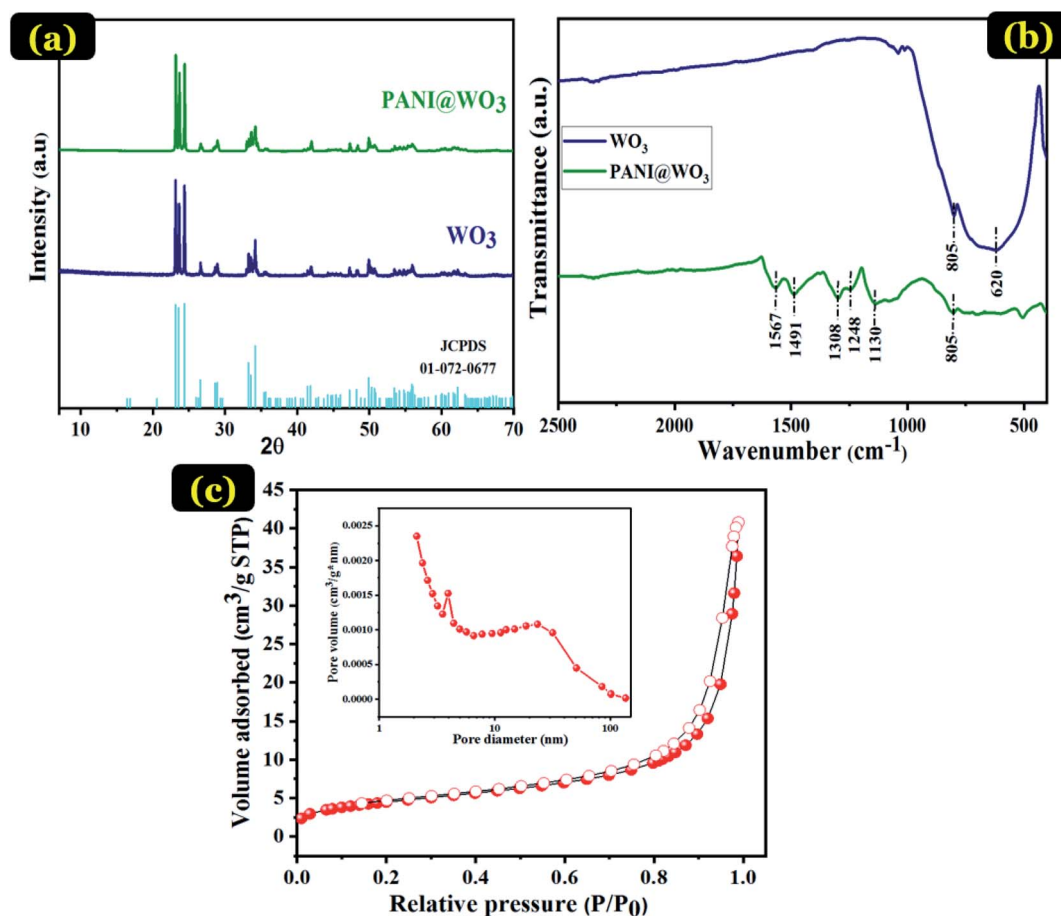 (a)
Intensity (a.u)
PANI@WO3
WO3
JCPDS
01-072-0677
10 20 30 40 50 60 70
2θ
(b)
Transmittance (a.u.)
WO3
PANI@WO3
805
620
1567
1491
1308
1248
1130
805
2500 2000 1500 1000 500
Wavenumber (cm-1)
(c)
Volume adsorbed (cm3/g STP)
45
40
35
30
25
20
15
10
5
0
Pore volume (cm3/g*nm)
0.0025
0.0020
0.0015
0.0010
0.0005
0.0000
1 10 100
Pore diameter (nm)
0.0 0.2 0.4 0.6 0.8 1.0
Relative pressure (P/P0)